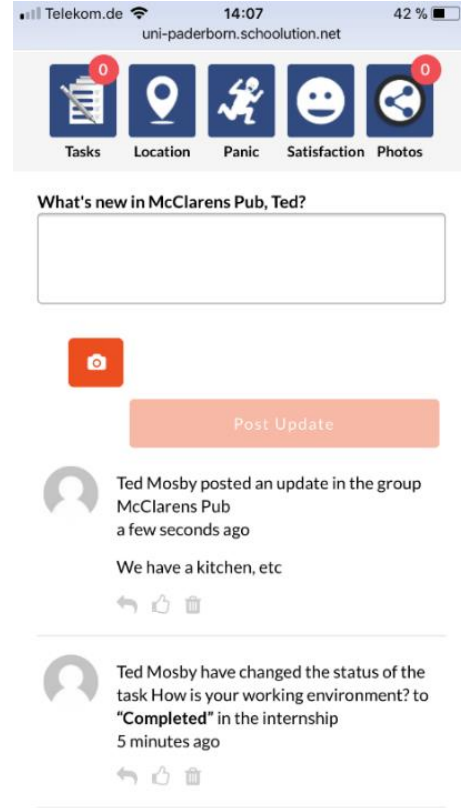 Telekom.de 14:07 42 %
uni-paderborn.schoolution.net
0 0
Tasks Location Panic Satisfaction Photos
What's new in McClarens Pub, Ted?
Post Update
Ted Mosby posted an update in the group
McClarens Pub
a few seconds ago
We have a kitchen, etc
Ted Mosby have changed the status of the
task How is your working environment? to
“Completed” in the internship
5 minutes ago